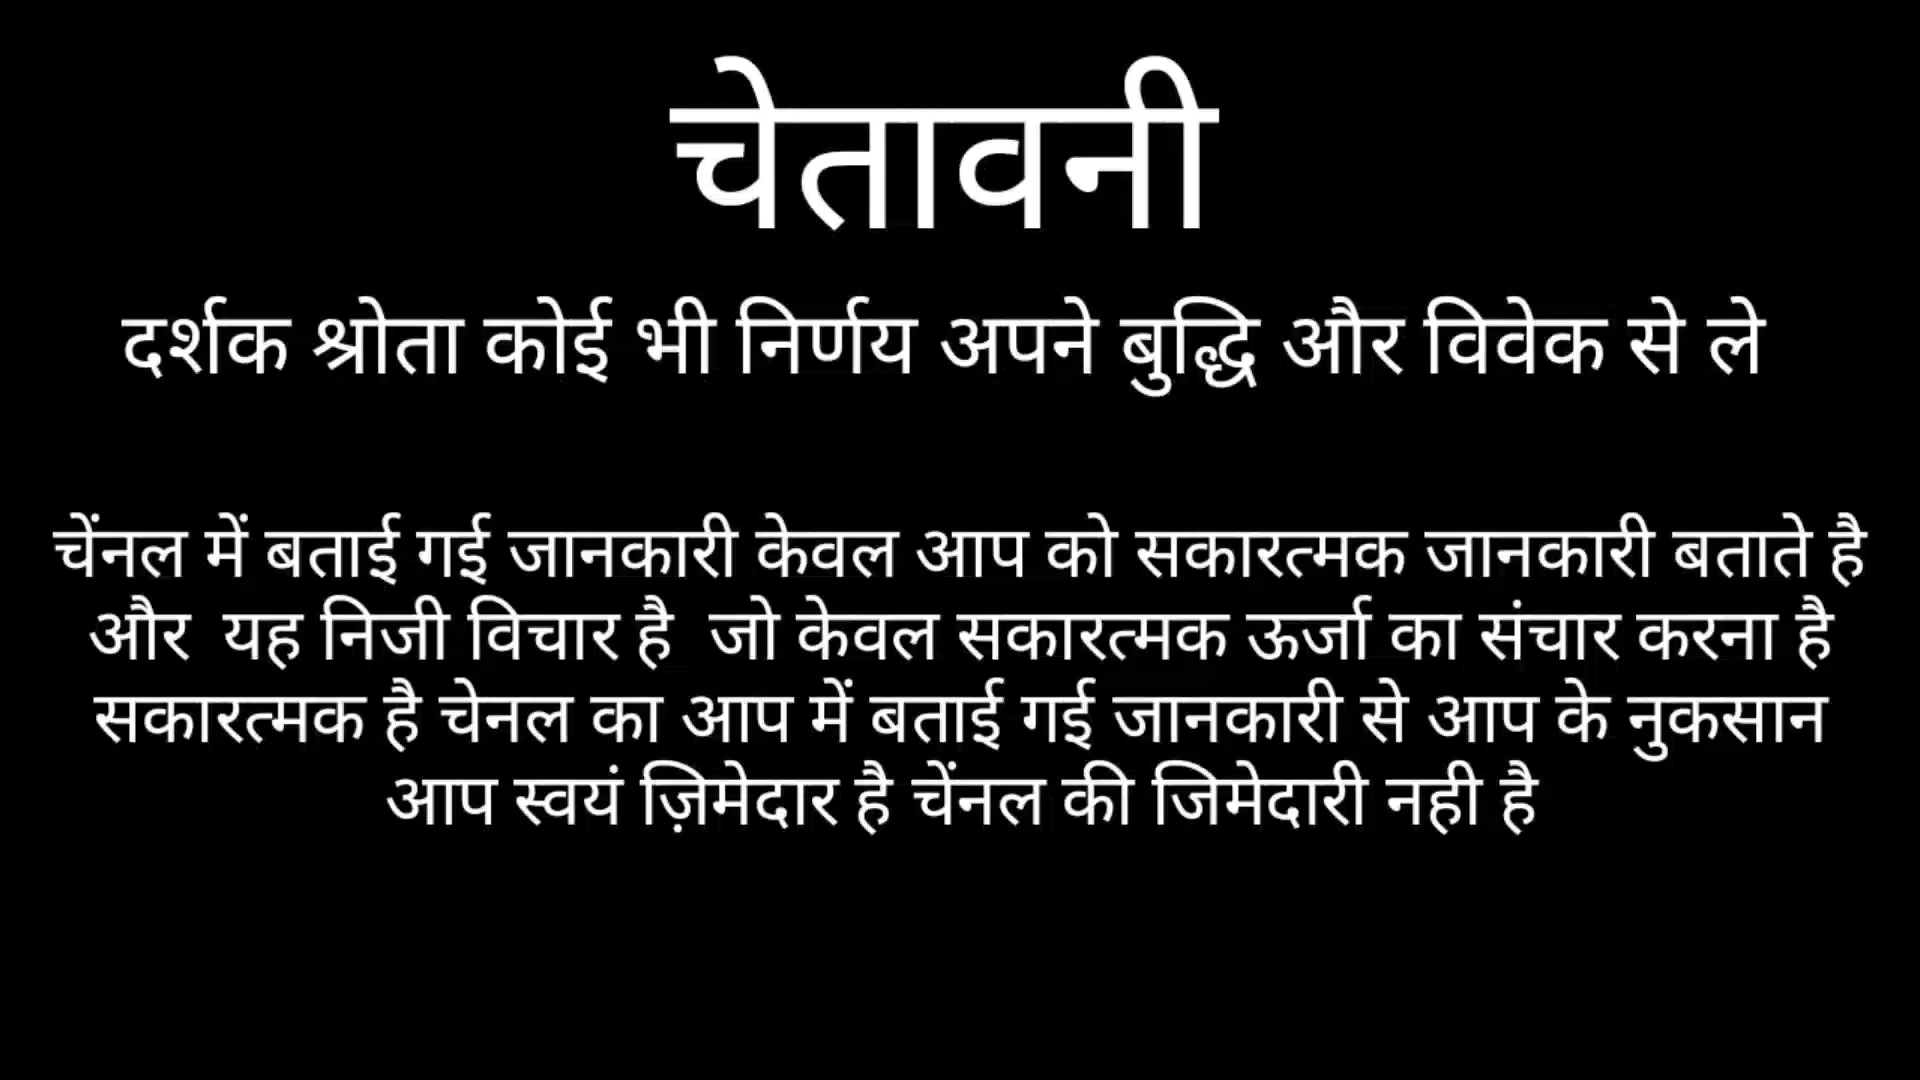 चेतावनी
दर्शक श्रोता कोई भी निर्णय अपने बुद्धि और विवेक से ले
चेंनल में बताई गई जानकारी केवल आप को सकारत्मक जानकारी बताते है
और यह निजी विचार है जो केवल सकारत्मक ऊर्जा का संचार करना है
सकारत्मक है चेनल का आप में बताई गई जानकारी से आप के नुकसान
आप स्वयं ज़िमेदार है चेंनल की जिमेदारी नही है